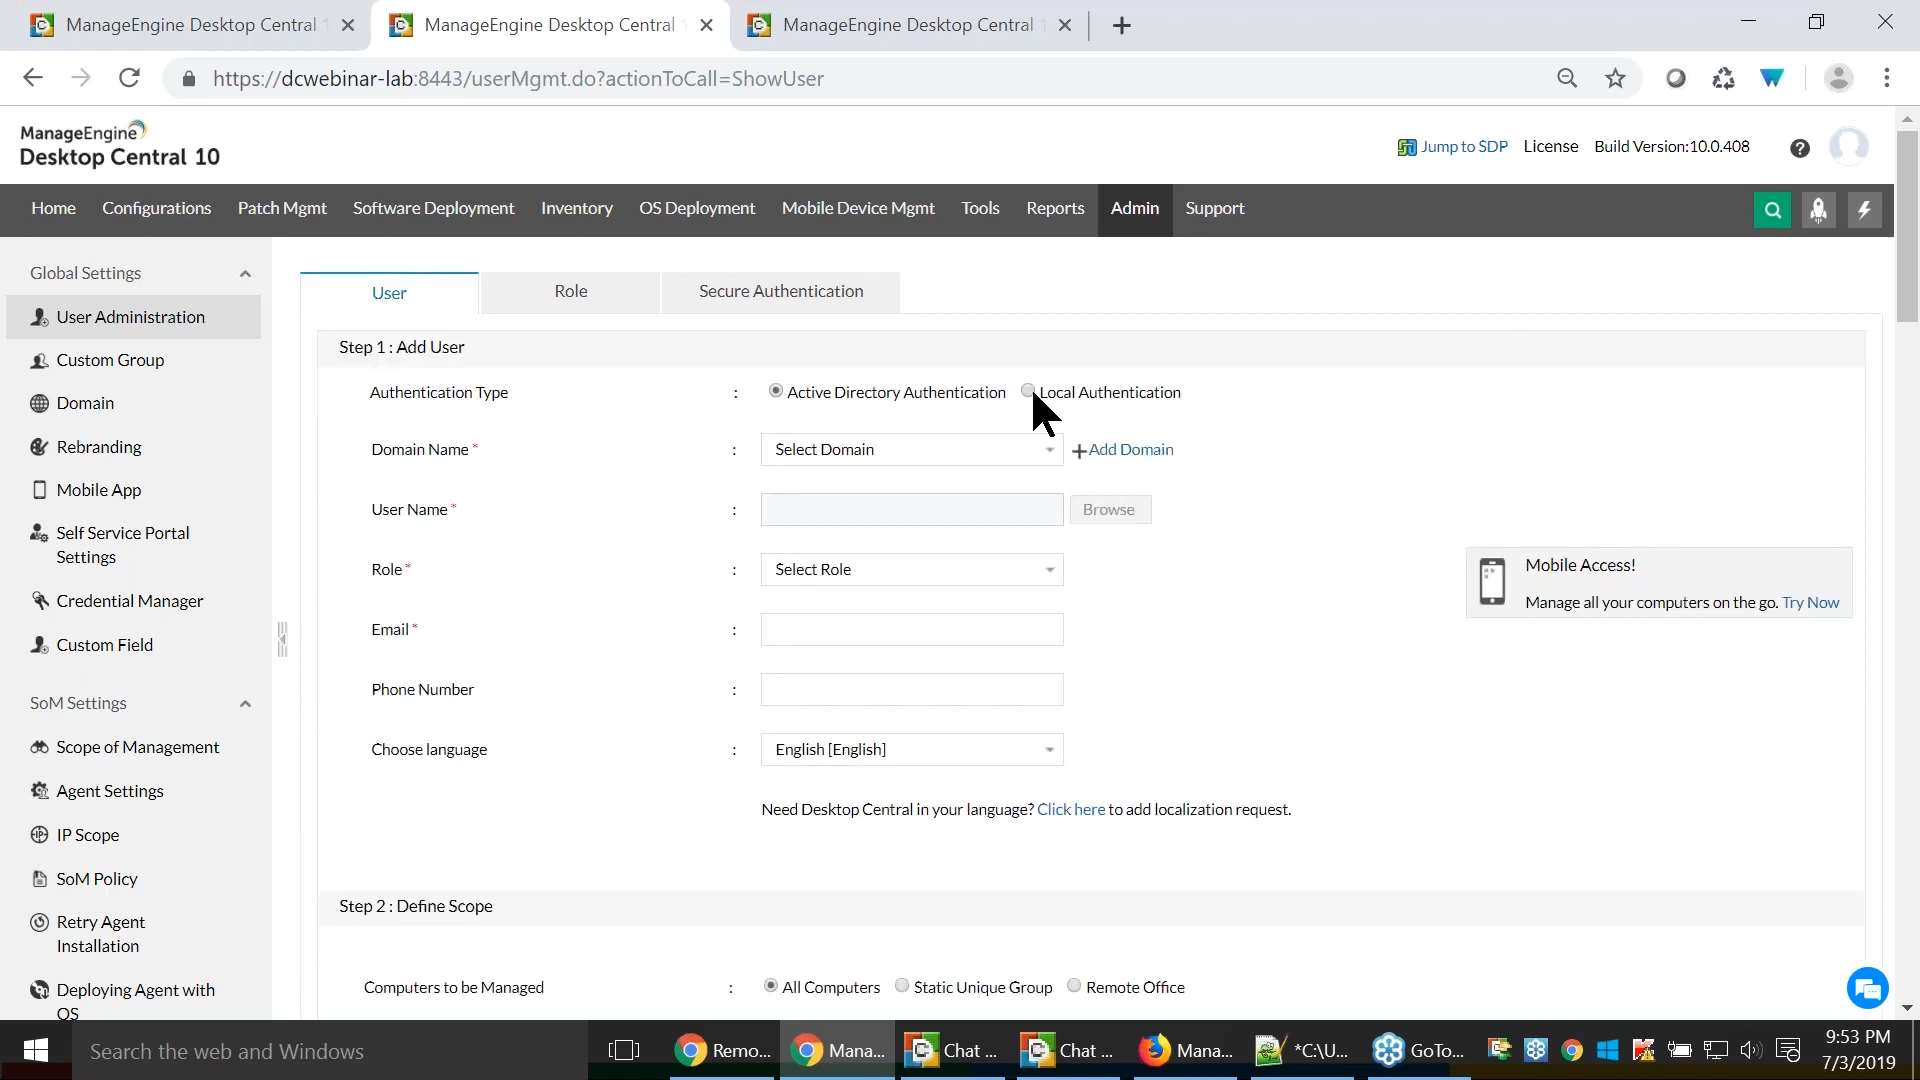 ManageEngine Desktop Central
ManageEngine Desktop Central
ManageEngine Desktop Central
https://dcwebinar-lab:8443/userMgmt.do?actionToCall=ShowUser
ManageEngine
Desktop Central 10
Jump to SDP License Build Version:10.0.408
Home Configurations Patch Mgmt Software Deployment Inventory OS Deployment Mobile Device Mgmt Tools Reports Admin Support
Global Settings
User Administration
Custom Group
Domain
Rebranding
Mobile App
Self Service Portal
Settings
Credential Manager
Custom Field
SoM Settings
Scope of Management
Agent Settings
IP Scope
SoM Policy
Retry Agent
Installation
Deploying Agent with
OS
User Role Secure Authentication
Step 1 : Add User
Authentication Type : Active Directory Authentication Local Authentication
Domain Name * : Select Domain +Add Domain
User Name * : Browse
Role * : Select Role
Email * :
Phone Number :
Choose language : English [English]
Need Desktop Central in your language? Click here to add localization request.
Mobile Access!
Manage all your computers on the go. Try Now
Step 2 : Define Scope
Computers to be Managed : All Computers Static Unique Group Remote Office
Search the web and Windows
Remo... Mana... Chat ... Chat ... Mana... *C:\U... GoTo...
9:53 PM
7/3/2019